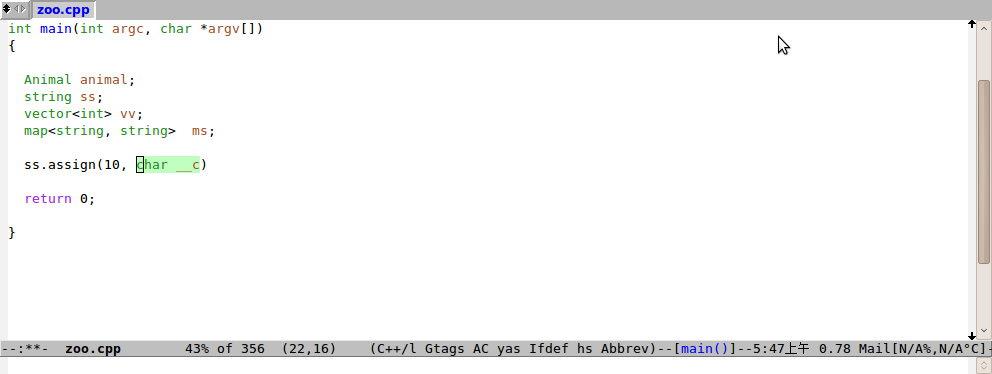 zoo.cpp
int main(int argc, char *argv[])
{
Animal animal;
string ss;
vector<int> vv;
map<string, string>  ms;
ss.assign(10, char __c)
return 0;
}
--:**-  zoo.cpp        43% of 356  (22,16)    (C++/l Gtags AC yas Ifdef hs Abbrev)--[main()]--5:47上午 0.78 Mail[N/A%,N/A°C]-